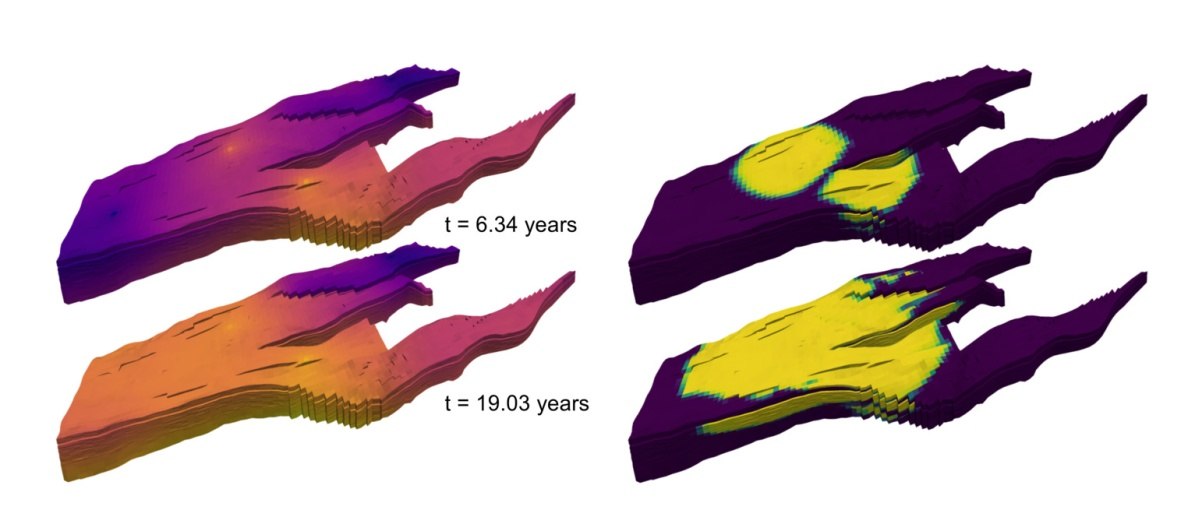 t = 6.34 years
t = 19.03 years